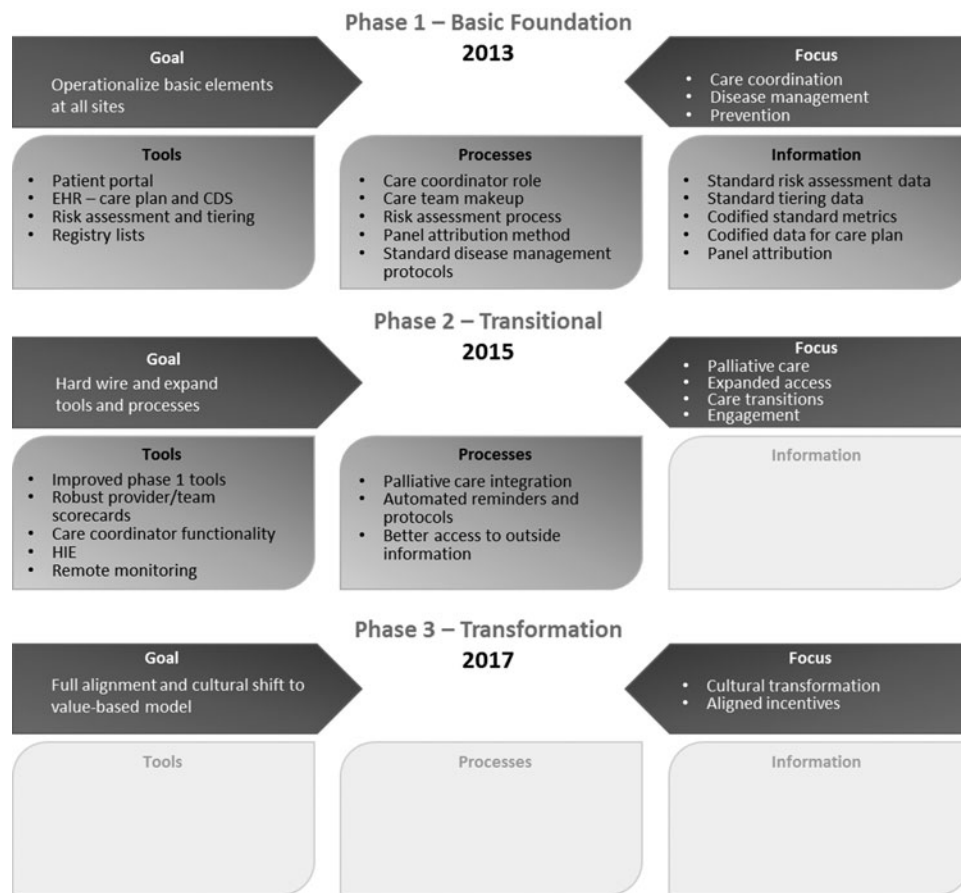 Phase 1 – Basic Foundation
2013
Goal
Operationalize basic elements
at all sites
Focus
• Care coordination
• Disease management
• Prevention
Tools
• Patient portal
• EHR – care plan and CDS
• Risk assessment and tiering
• Registry lists
Processes
• Care coordinator role
• Care team makeup
• Risk assessment process
• Panel attribution method
• Standard disease management
protocols
Information
• Standard risk assessment data
• Standard tiering data
• Codified standard metrics
• Codified data for care plan
• Panel attribution
Phase 2 – Transitional
2015
Goal
Hard wire and expand
tools and processes
Focus
• Palliative care
• Expanded access
• Care transitions
• Engagement
Tools
• Improved phase 1 tools
• Robust provider/team
scorecards
• Care coordinator functionality
• HIE
• Remote monitoring
Processes
• Palliative care integration
• Automated reminders and
protocols
• Better access to outside
information
Information
Phase 3 – Transformation
2017
Goal
Full alignment and cultural shift to
value-based model
Focus
• Cultural transformation
• Aligned incentives
Tools
Processes
Information